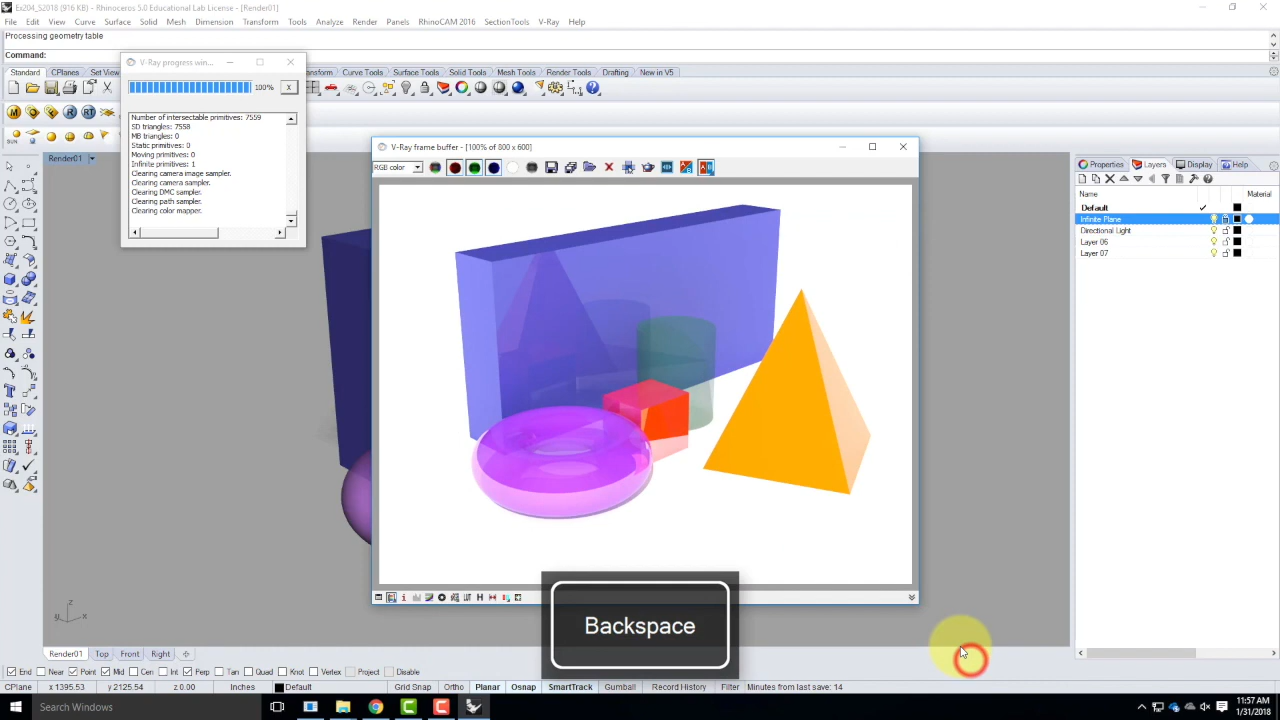 Ex204_S2018 (916 KB) - Rhinoceros 5.0 Educational Lab License - [Render01]
File Edit View Curve Surface Solid Mesh Dimension Transform Tools Analyze Render Panels RhinoCAM 2016 SectionTools V-Ray Help
Processing geometry table
Command:
V-Ray progress win...
Standard CPlanes Set View
Transform Curve Tools Surface Tools Solid Tools Mesh Tools Render Tools Drafting New in V5
100% X
Number of intersectable primitives: 7559
SD triangles: 7558
MB triangles: 0
Static primitives: 0
Moving primitives: 0
Infinite primitives: 1
Clearing camera image sampler.
Clearing camera sampler.
Clearing DMC sampler.
Clearing path sampler.
Clearing color mapper.
Render01
V-Ray frame buffer - [100% of 800 x 600]
RGB color
Properties Layers Display Help
Name Material
Default
Infinite Plane
Directional Light
Layer 06
Layer 07
Backspace
z
y x
Render01 Top Front Right
End Near Point Mid Cen Int Perp Tan Quad Knot Vertex Project Disable
CPlane x 1395.53 y 2125.54 z 0.00 Inches Default Grid Snap Ortho Planar Osnap SmartTrack Gumball Record History Filter Minutes from last save: 14
Search Windows
11:57 AM
1/31/2018